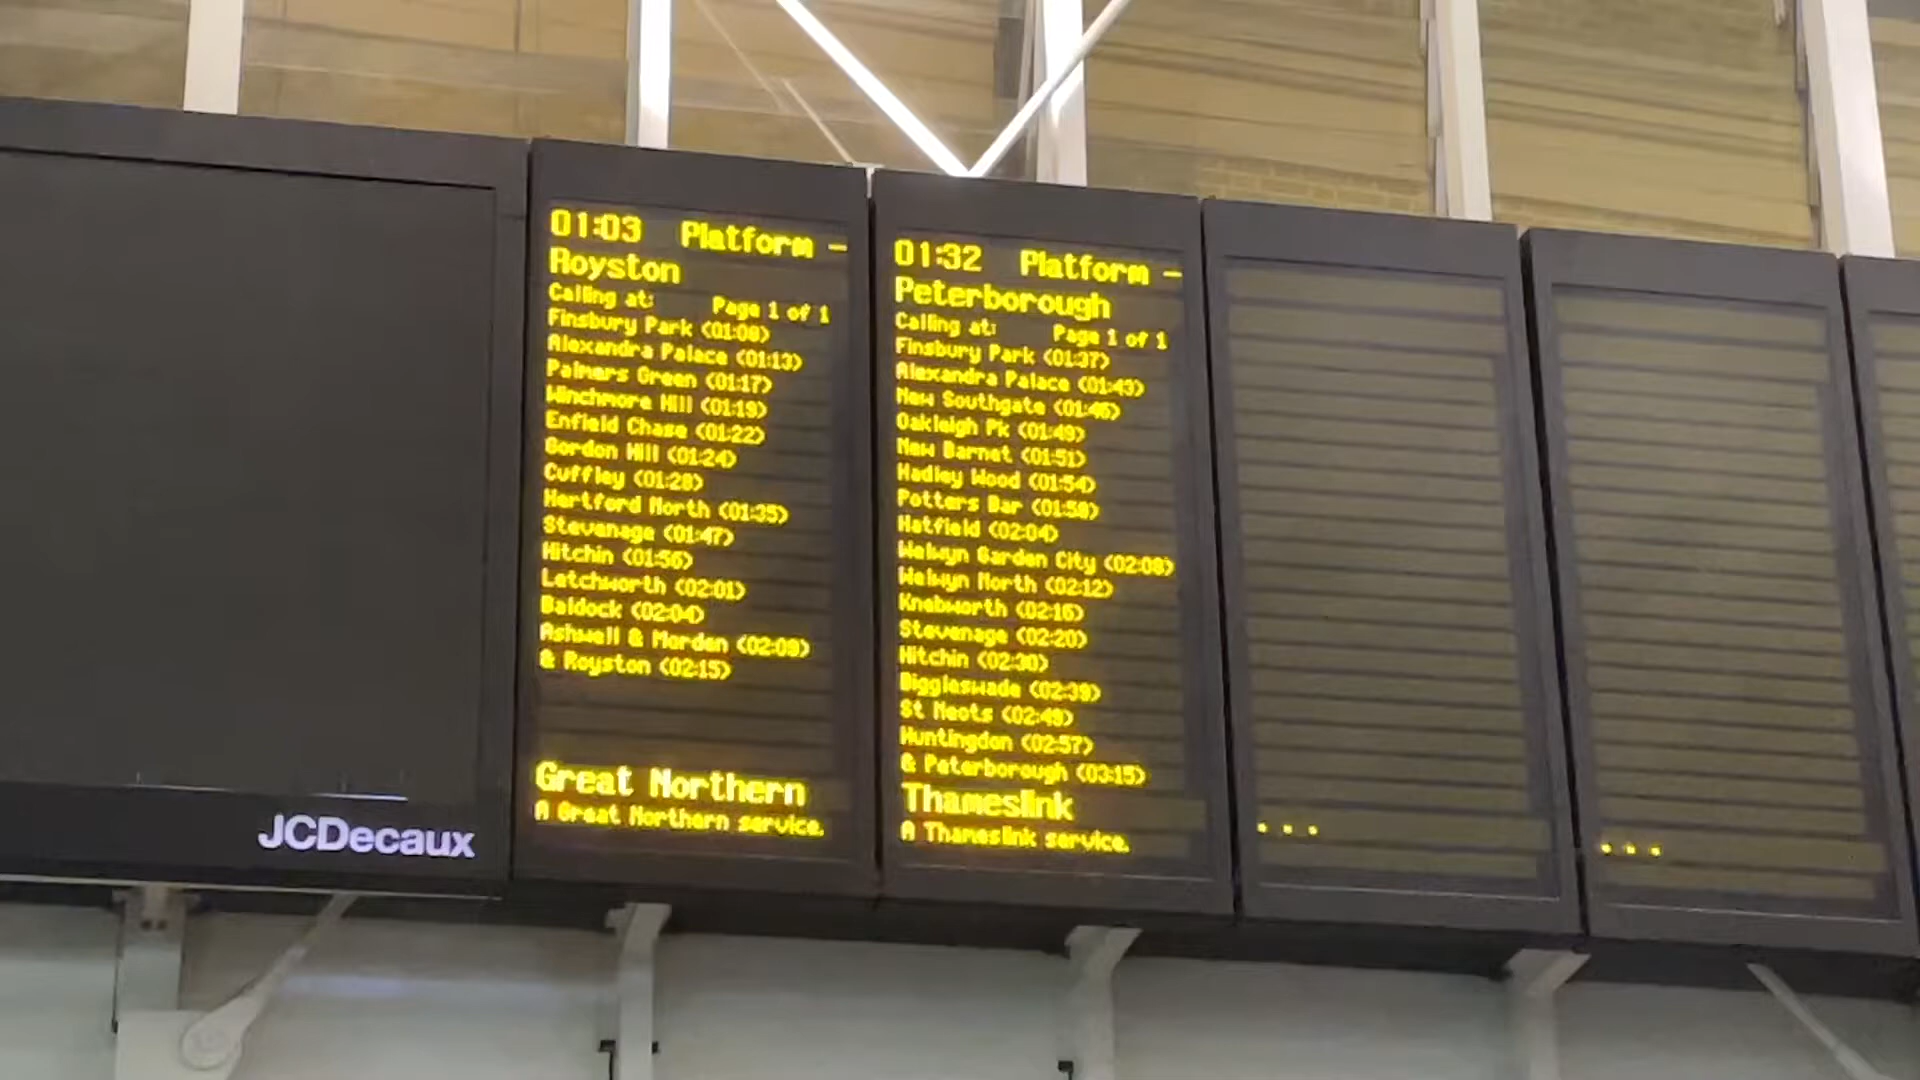 01:03 Platform –
Royston
Calling at: Page 1 of 1
Finsbury Park (01:08)
Alexandra Palace (01:13)
Palmers Green (01:17)
Winchmore Hill (01:19)
Enfield Chase (01:22)
Gordon Hill (01:24)
Cuffley (01:28)
Hertford North (01:35)
Stevenage (01:47)
Hitchin (01:56)
Letchworth (02:01)
Baldock (02:04)
Ashwell & Morden (02:09)
& Royston (02:15)
Great Northern
A Great Northern service.
01:32 Platform –
Peterborough
Calling at: Page 1 of 1
Finsbury Park (01:37)
Alexandra Palace (01:43)
New Southgate (01:46)
Oakleigh Pk (01:49)
New Barnet (01:51)
Hadley Wood (01:54)
Potters Bar (01:58)
Hatfield (02:04)
Welwyn Garden City (02:08)
Welwyn North (02:12)
Knebworth (02:16)
Stevenage (02:20)
Hitchin (02:30)
Biggleswade (02:39)
St Neots (02:49)
Huntingdon (02:57)
& Peterborough (03:15)
Thameslink
A Thameslink service.
...
...
JCDecaux